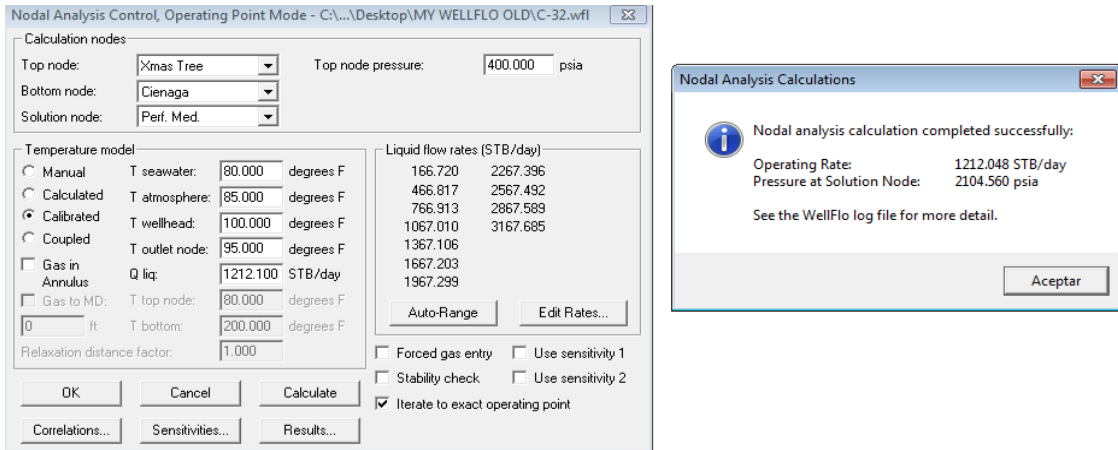 Nodal Analysis Control, Operating Point Mode - C:\...\Desktop\MY WELLFLO OLD\C-32.wfl
Calculation nodes
Top node: Xmas Tree Top node pressure: 400.000 psia
Bottom node: Cienaga
Solution node: Perf. Med.
Temperature model
Manual T seawater: 80.000 degrees F
Calculated T atmosphere: 85.000 degrees F
Calibrated T wellhead: 100.000 degrees F
Coupled T outlet node: 95.000 degrees F
Gas in Annulus Q liq: 1212.100 STB/day
Gas to MD: T top node: 80.000 degrees F
0 ft T bottom: 200.000 degrees F
Relaxation distance factor: 1.000
Liquid flow rates (STB/day)
166.720 2267.396
466.817 2567.492
766.913 2867.589
1067.010 3167.685
1367.106
1667.203
1967.299
Auto-Range Edit Rates...
Forced gas entry Use sensitivity 1
Stability check Use sensitivity 2
Iterate to exact operating point
OK Cancel Calculate
Correlations... Sensitivities... Results...
Nodal Analysis Calculations
Nodal analysis calculation completed successfully:
Operating Rate: 1212.048 STB/day
Pressure at Solution Node: 2104.560 psia
See the WellFlo log file for more detail.
Aceptar